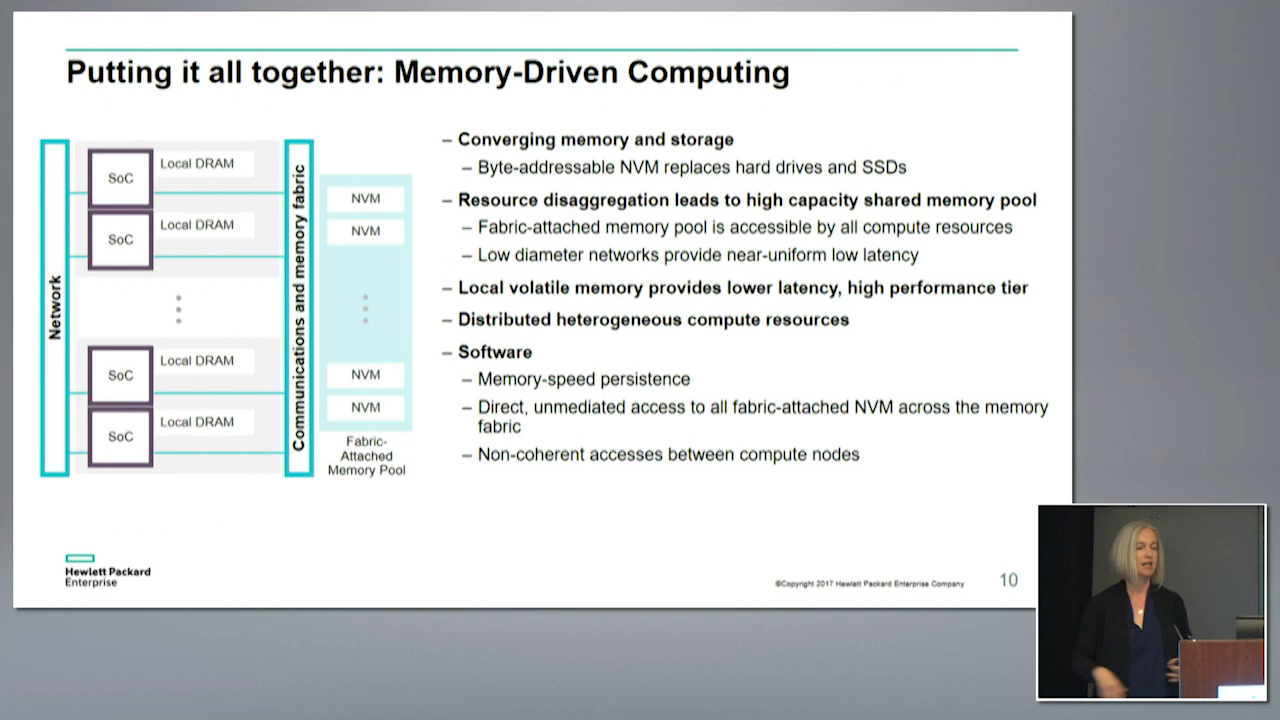 Putting it all together: Memory-Driven Computing
Network
SoC
Local DRAM
SoC
Local DRAM
SoC
Local DRAM
SoC
Local DRAM
Communications and memory fabric
NVM
NVM
NVM
NVM
Fabric-
Attached
Memory Pool
– Converging memory and storage
– Byte-addressable NVM replaces hard drives and SSDs
– Resource disaggregation leads to high capacity shared memory pool
– Fabric-attached memory pool is accessible by all compute resources
– Low diameter networks provide near-uniform low latency
– Local volatile memory provides lower latency, high performance tier
– Distributed heterogeneous compute resources
– Software
– Memory-speed persistence
– Direct, unmediated access to all fabric-attached NVM across the memory
fabric
– Non-coherent accesses between compute nodes
Hewlett Packard
Enterprise
©Copyright 2017 Hewlett Packard Enterprise Company
10